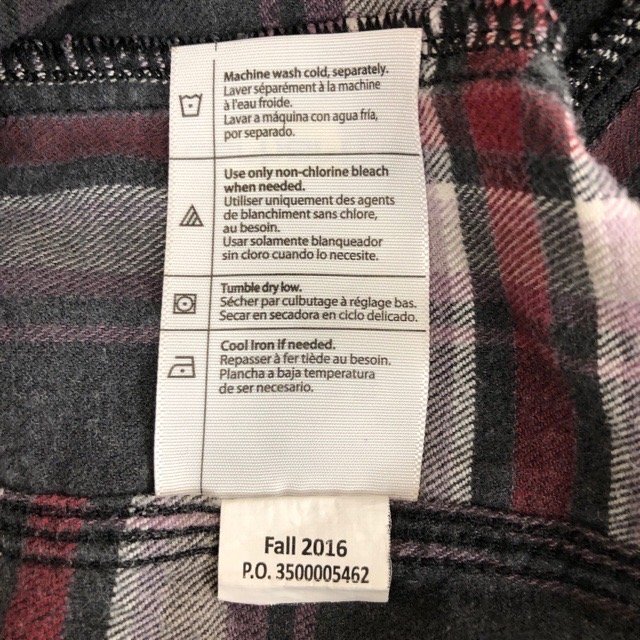 Machine wash cold, separately.
Laver séparément à la machine
à l'eau froide.
Lavar a máquina con agua fría,
por separado.
Use only non-chlorine bleach
when needed.
Utiliser uniquement des agents
de blanchiment sans chlore,
au besoin.
Usar solamente blanqueador
sin cloro cuando lo necesite.
Tumble dry low.
Sécher par culbutage à réglage bas.
Secar en secadora en ciclo delicado.
Cool Iron if needed.
Repasser à fer tiède au besoin.
Plancha a baja temperatura
de ser necesario.
Fall 2016
P.O. 3500005462